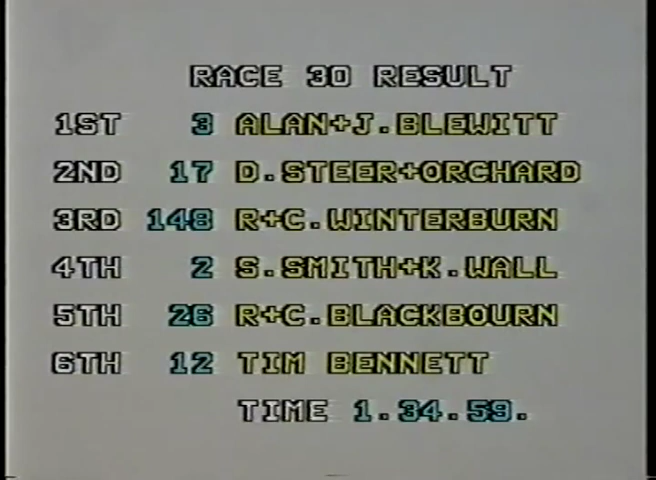 RACE 30 RESULT
1ST 3 ALAN+J.BLEWITT
2ND 17 D.STEER+ORCHARD
3RD 148 R+C.WINTERBURN
4TH 2 S.SMITH+K.WALL
5TH 26 R+C.BLACKBOURN
6TH 12 TIM BENNETT
TIME 1.34.59.